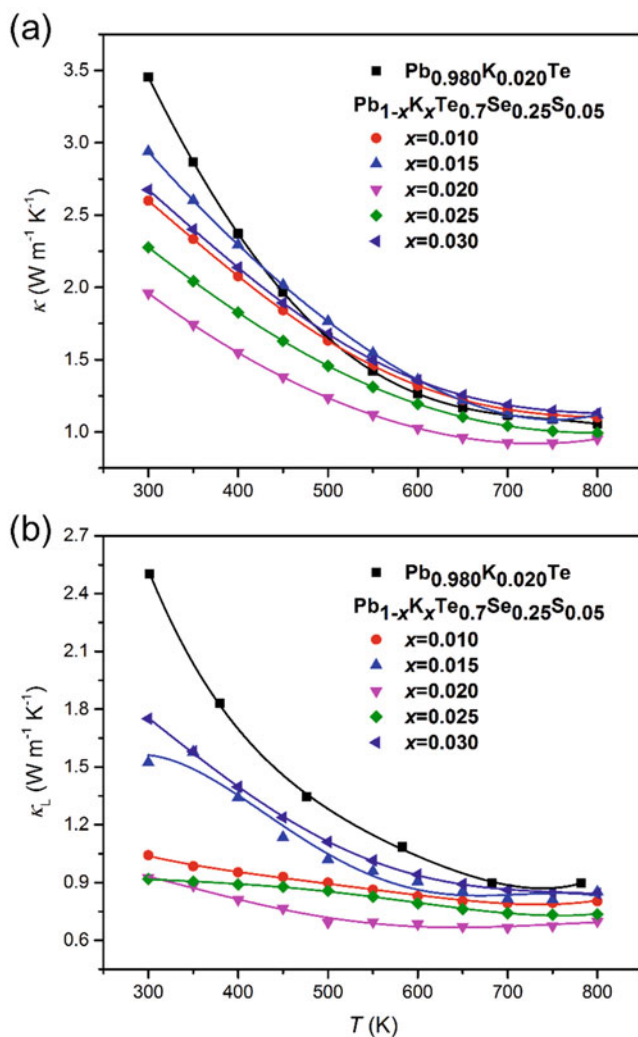 (a)
3.5
3.0
2.5
2.0
1.5
1.0
κ (W m⁻¹ K⁻¹)
Pb₀.₉₈₀K₀.₀₂₀Te
Pb₁₋ₓKₓTe₀.₇Se₀.₂₅S₀.₀₅
x=0.010
x=0.015
x=0.020
x=0.025
x=0.030
300 400 500 600 700 800
(b)
2.7
2.4
2.1
1.8
1.5
1.2
0.9
0.6
κL (W m⁻¹ K⁻¹)
Pb₀.₉₈₀K₀.₀₂₀Te
Pb₁₋ₓKₓTe₀.₇Se₀.₂₅S₀.₀₅
x=0.010
x=0.015
x=0.020
x=0.025
x=0.030
300 400 500 600 700 800
T (K)